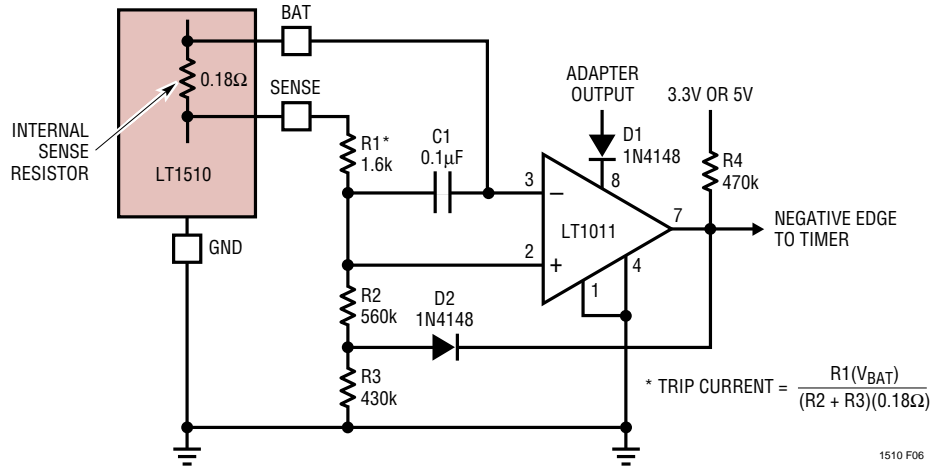 BAT
0.18Ω
SENSE
INTERNAL
SENSE
RESISTOR
LT1510
GND
R1*
1.6k
C1
0.1µF
ADAPTER
OUTPUT
3.3V OR 5V
D1
1N4148
R4
470k
3
–
8
LT1011
7
NEGATIVE EDGE
TO TIMER
2
+
4
1
R2
560k
D2
1N4148
R3
430k
* TRIP CURRENT = R1(VBAT)
(R2 + R3)(0.18Ω)
1510 F06